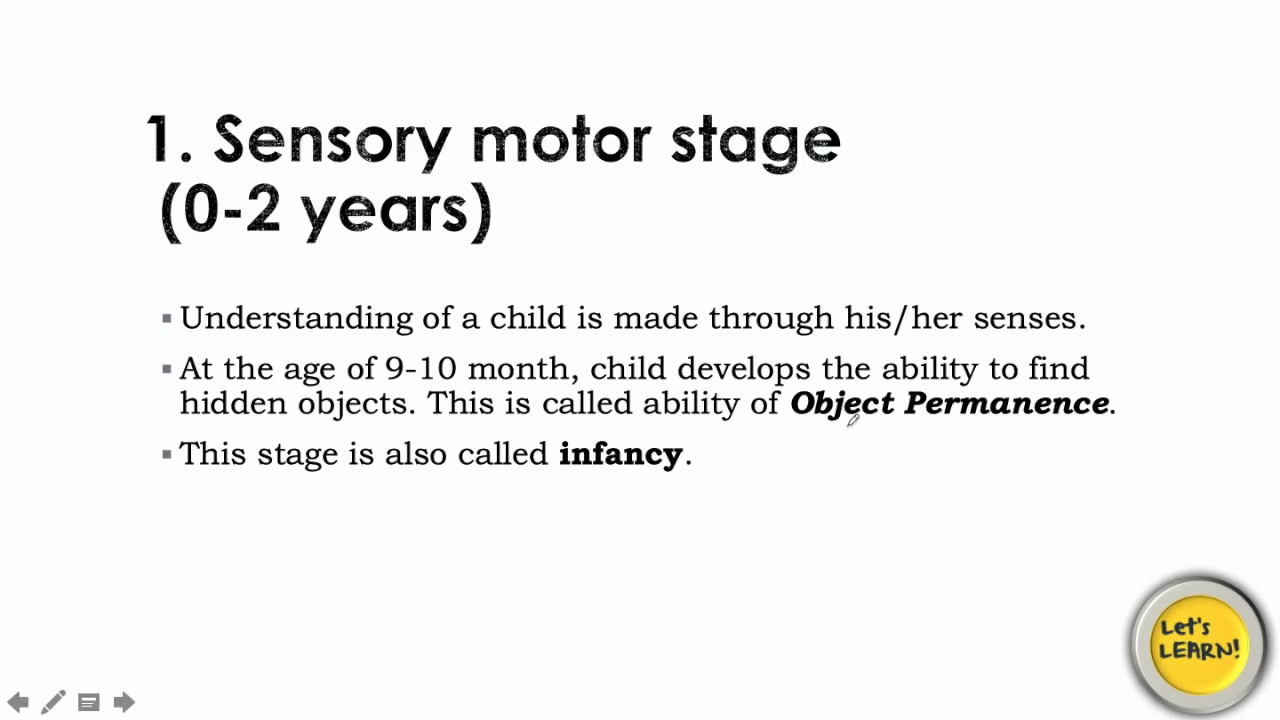 1. Sensory motor stage
(0-2 years)
▪ Understanding of a child is made through his/her senses.
▪ At the age of 9-10 month, child develops the ability to find
hidden objects. This is called ability of Object Permanence.
▪ This stage is also called infancy.
Let's
LEARN!